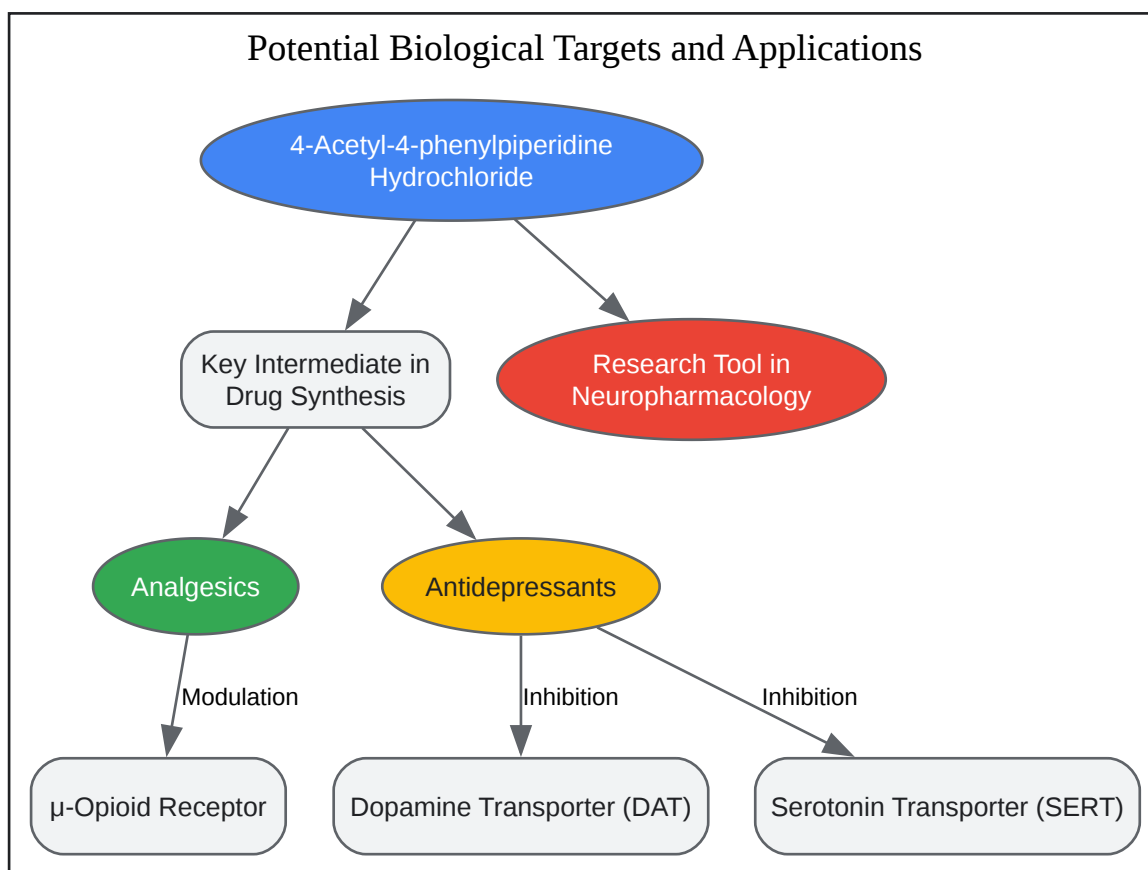 Potential Biological Targets and Applications
4-Acetyl-4-phenylpiperidine
Hydrochloride
Key Intermediate in
Drug Synthesis
Research Tool in
Neuropharmacology
Analgesics
Antidepressants
Modulation
Inhibition
Inhibition
μ-Opioid Receptor
Dopamine Transporter (DAT)
Serotonin Transporter (SERT)